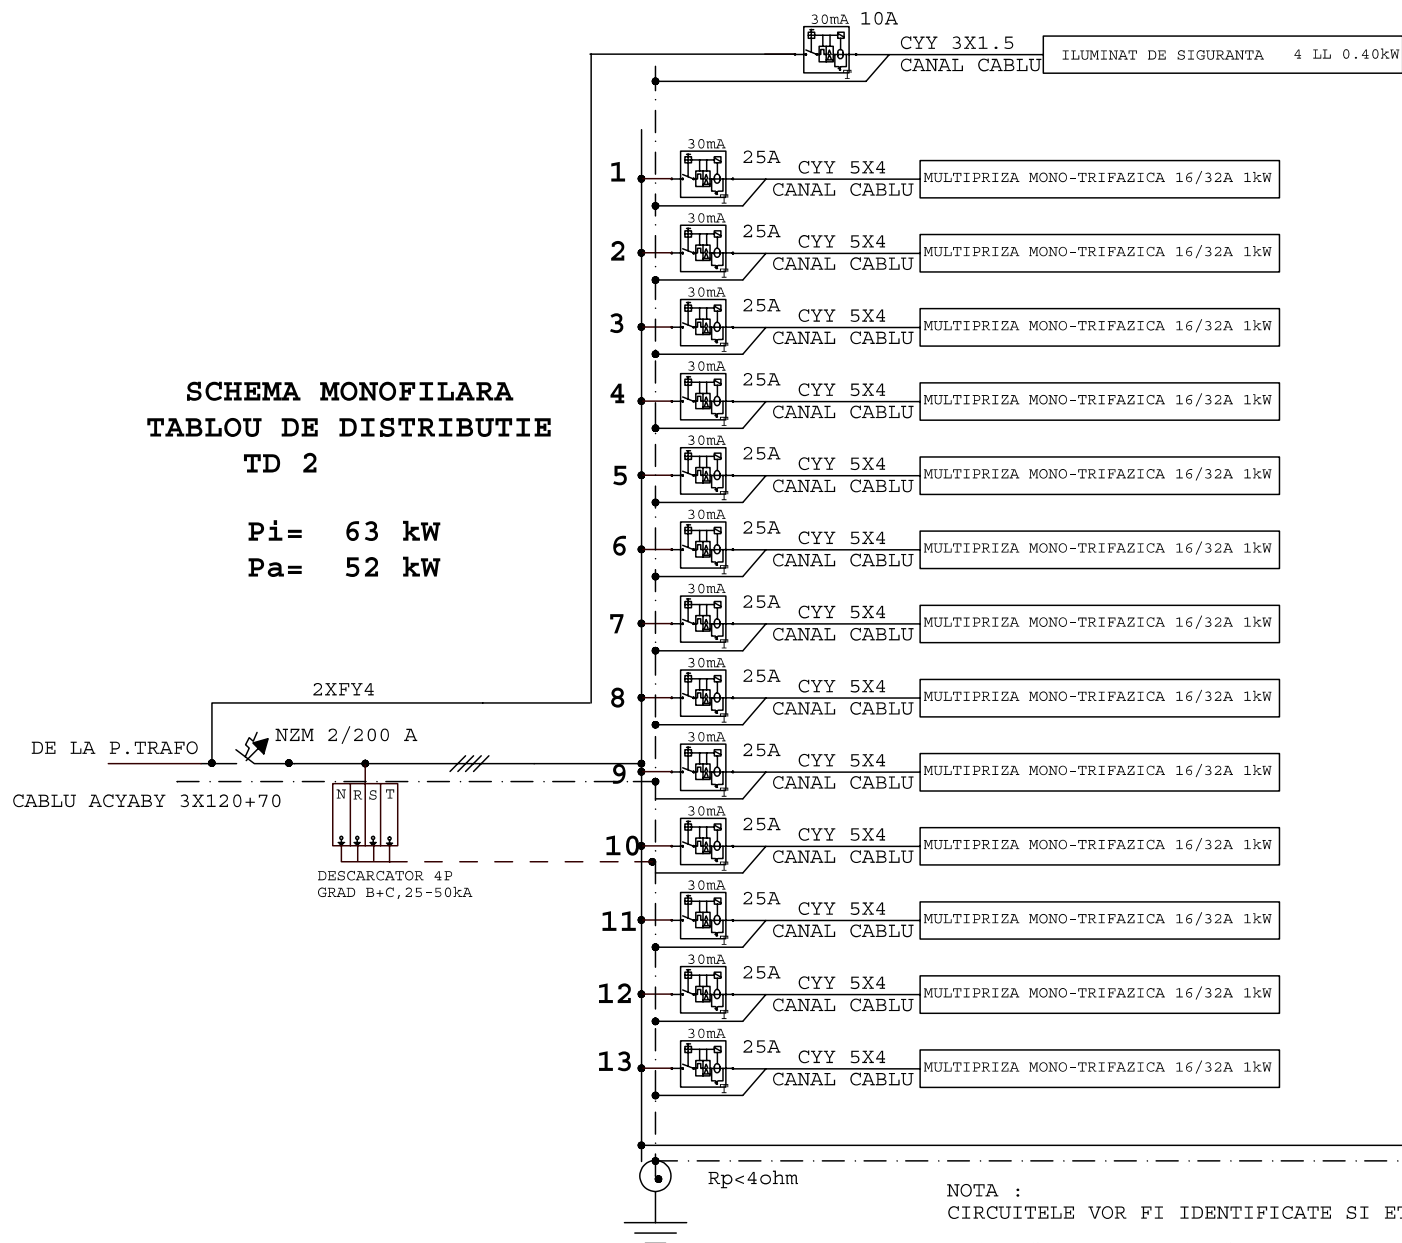 30mA 10A
CYY 3X1.5
CANAL CABLU
ILUMINAT DE SIGURANTA 4 LL 0.40kW
1 30mA 25A CYY 5X4
CANAL CABLU
MULTIPRIZA MONO-TRIFAZICA 16/32A 1kW
2 30mA 25A CYY 5X4
CANAL CABLU
MULTIPRIZA MONO-TRIFAZICA 16/32A 1kW
3 30mA 25A CYY 5X4
CANAL CABLU
MULTIPRIZA MONO-TRIFAZICA 16/32A 1kW
4 30mA 25A CYY 5X4
CANAL CABLU
MULTIPRIZA MONO-TRIFAZICA 16/32A 1kW
5 30mA 25A CYY 5X4
CANAL CABLU
MULTIPRIZA MONO-TRIFAZICA 16/32A 1kW
6 30mA 25A CYY 5X4
CANAL CABLU
MULTIPRIZA MONO-TRIFAZICA 16/32A 1kW
7 30mA 25A CYY 5X4
CANAL CABLU
MULTIPRIZA MONO-TRIFAZICA 16/32A 1kW
8 30mA 25A CYY 5X4
CANAL CABLU
MULTIPRIZA MONO-TRIFAZICA 16/32A 1kW
9 30mA 25A CYY 5X4
CANAL CABLU
MULTIPRIZA MONO-TRIFAZICA 16/32A 1kW
10 30mA 25A CYY 5X4
CANAL CABLU
MULTIPRIZA MONO-TRIFAZICA 16/32A 1kW
11 30mA 25A CYY 5X4
CANAL CABLU
MULTIPRIZA MONO-TRIFAZICA 16/32A 1kW
12 30mA 25A CYY 5X4
CANAL CABLU
MULTIPRIZA MONO-TRIFAZICA 16/32A 1kW
13 30mA 25A CYY 5X4
CANAL CABLU
MULTIPRIZA MONO-TRIFAZICA 16/32A 1kW
SCHEMA MONOFILARA
TABLOU DE DISTRIBUTIE
TD 2
Pi= 63 kW
Pa= 52 kW
2XFY4
DE LA P.TRAFO
NZM 2/200 A
CABLU ACYABY 3X120+70
N R S T
DESCARCATOR 4P
GRAD B+C,25-50kA
Rp<4ohm
NOTA :
CIRCUITELE VOR FI IDENTIFICATE SI ET